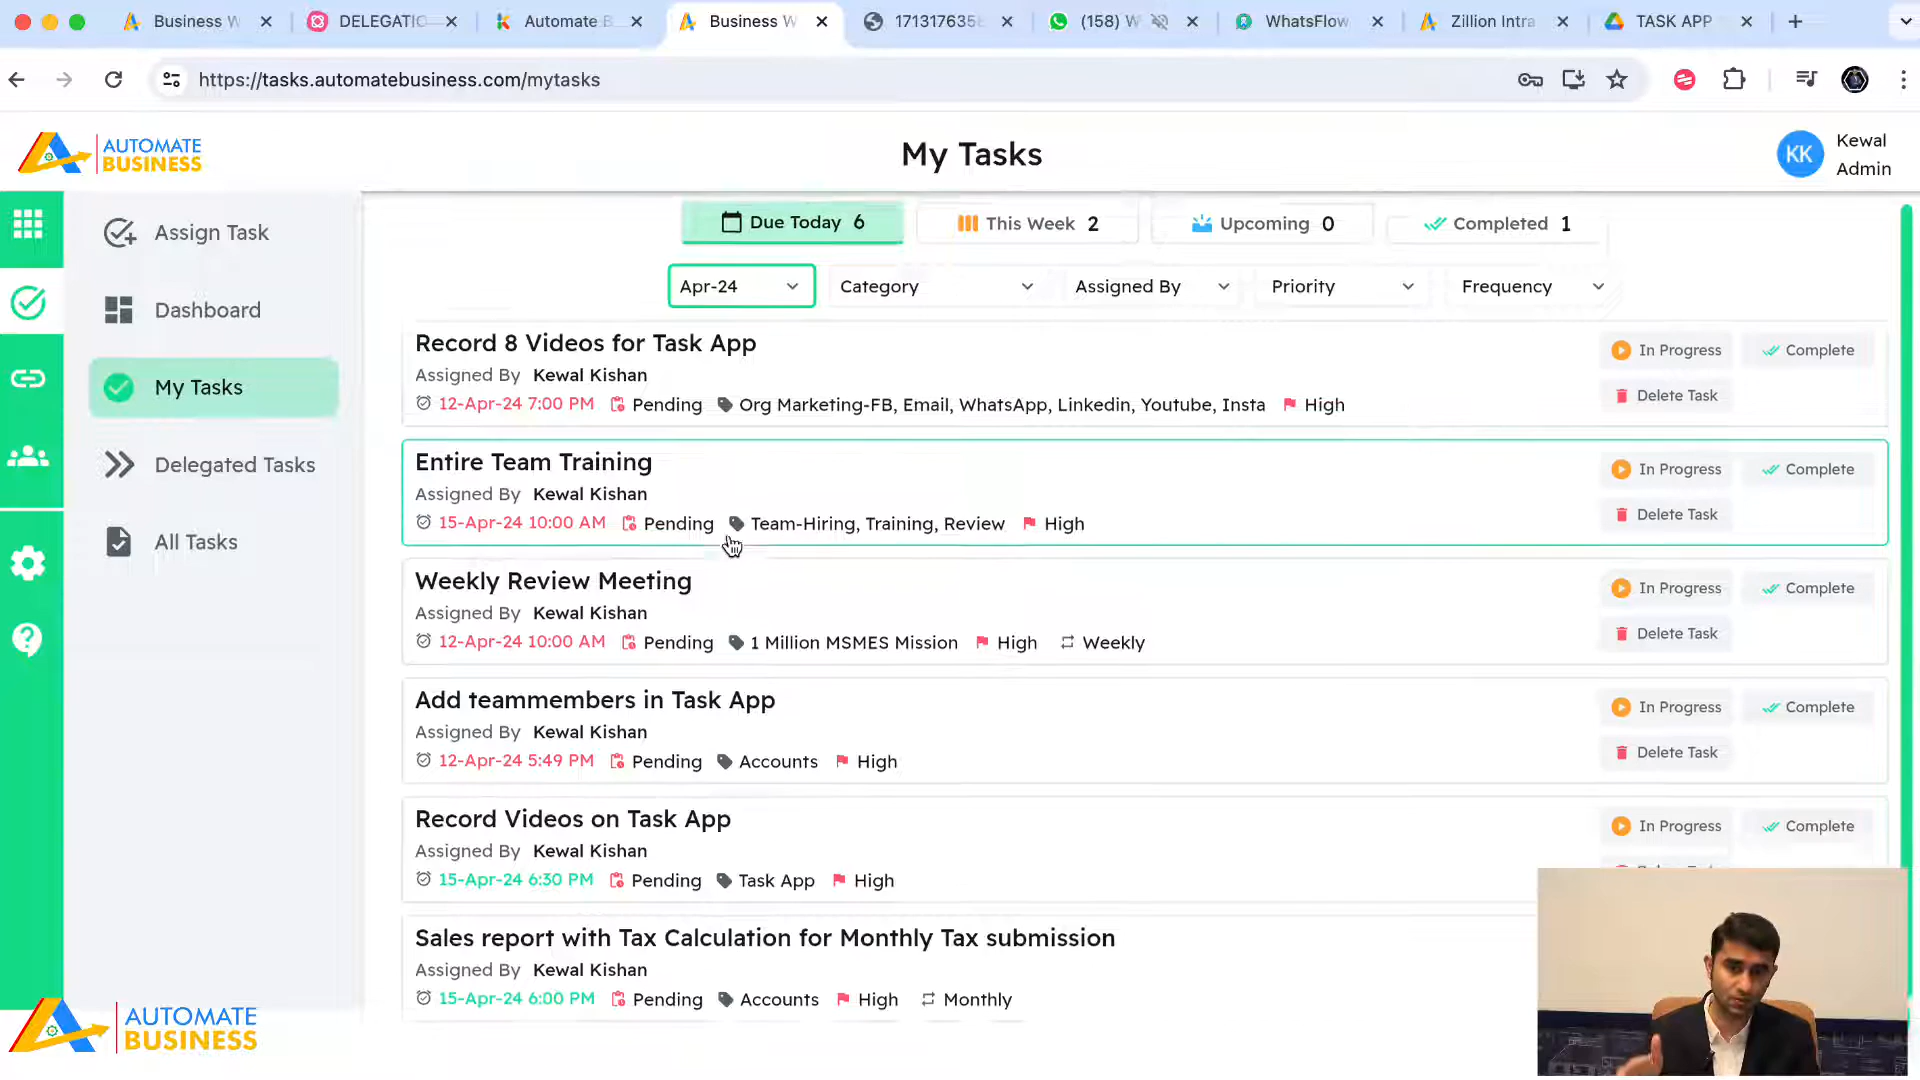 Business W
DELEGATIO
Automate B
Business W
171317635
(158) W
WhatsFlow
Zillion Intra
TASK APP
https://tasks.automatebusiness.com/mytasks
AUTOMATE
BUSINESS
My Tasks
KK
Kewal
Admin
Assign Task
Dashboard
My Tasks
Delegated Tasks
All Tasks
Due Today 6
This Week 2
Upcoming 0
Completed 1
Apr-24
Category
Assigned By
Priority
Frequency
Record 8 Videos for Task App
Assigned By Kewal Kishan
12-Apr-24 7:00 PM Pending Org Marketing-FB, Email, WhatsApp, Linkedin, Youtube, Insta High
In Progress
Complete
Delete Task
Entire Team Training
Assigned By Kewal Kishan
15-Apr-24 10:00 AM Pending Team-Hiring, Training, Review High
In Progress
Complete
Delete Task
Weekly Review Meeting
Assigned By Kewal Kishan
12-Apr-24 10:00 AM Pending 1 Million MSMES Mission High Weekly
In Progress
Complete
Delete Task
Add teammembers in Task App
Assigned By Kewal Kishan
12-Apr-24 5:49 PM Pending Accounts High
In Progress
Complete
Delete Task
Record Videos on Task App
Assigned By Kewal Kishan
15-Apr-24 6:30 PM Pending Task App High
In Progress
Complete
Sales report with Tax Calculation for Monthly Tax submission
Assigned By Kewal Kishan
15-Apr-24 6:00 PM Pending Accounts High Monthly
AUTOMATE
BUSINESS